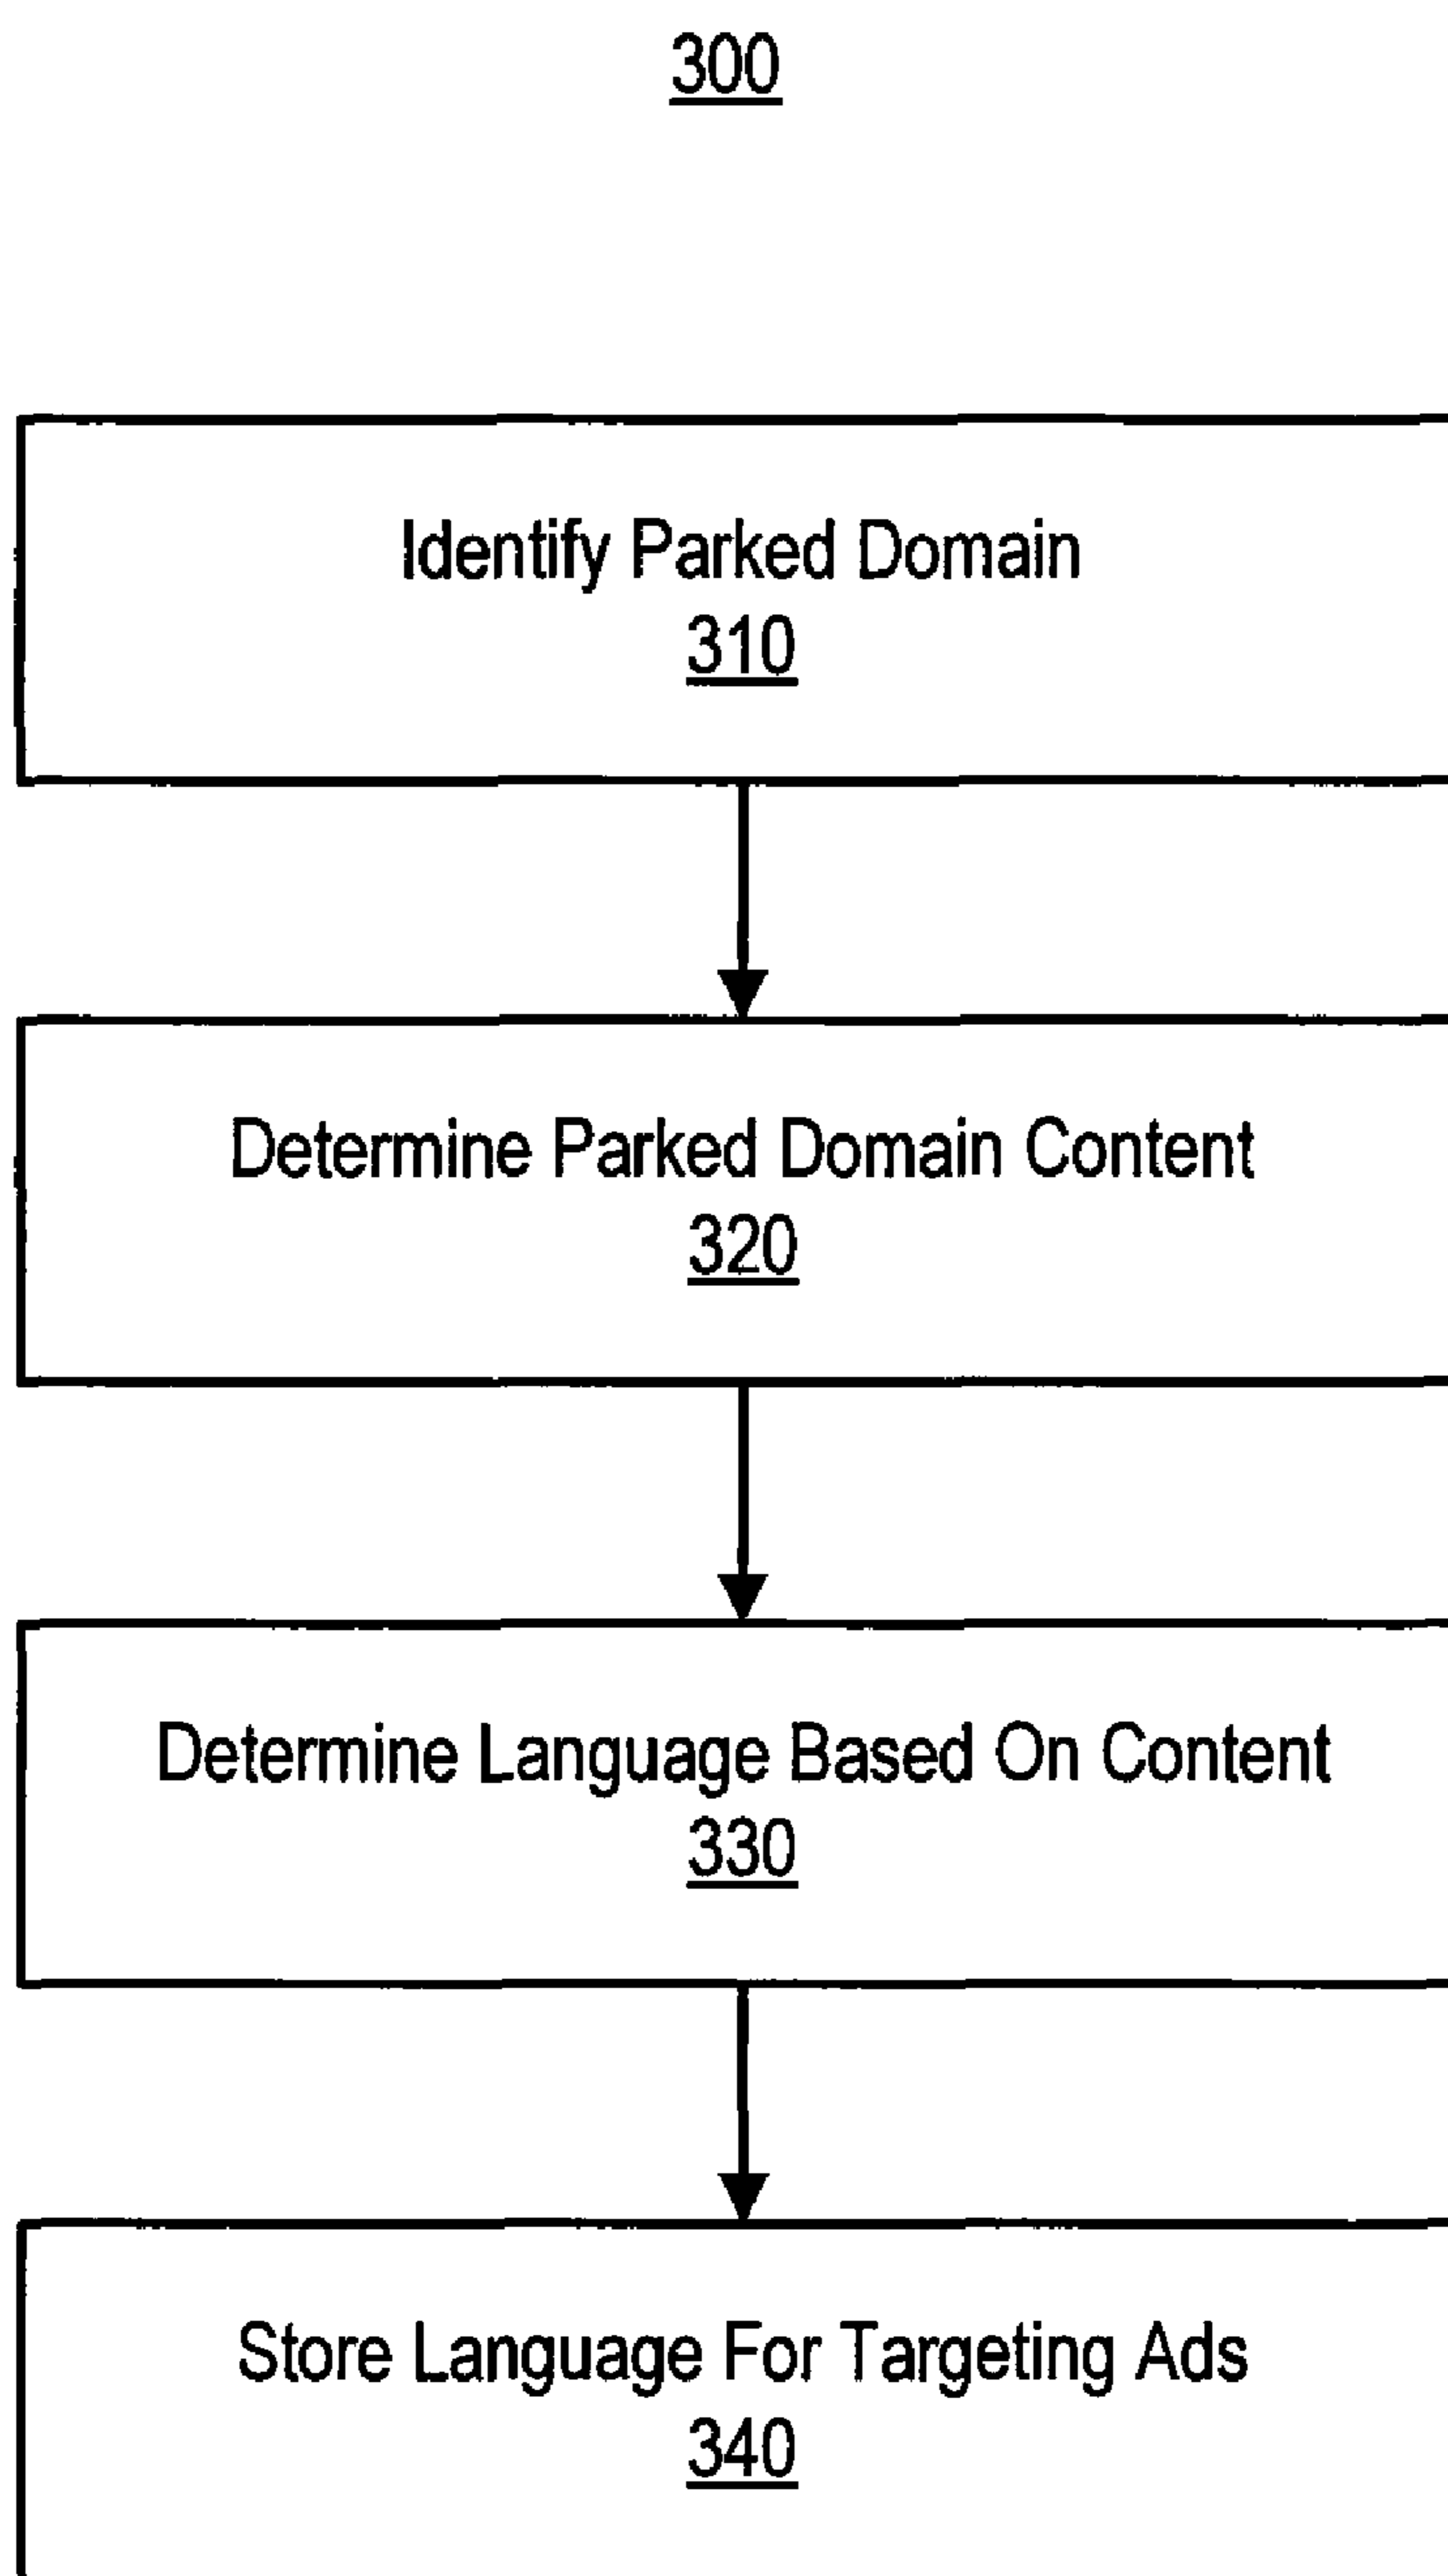 300
Identify Parked Domain
310
Determine Parked Domain Content
320
Determine Language Based On Content
330
Store Language For Targeting Ads
340